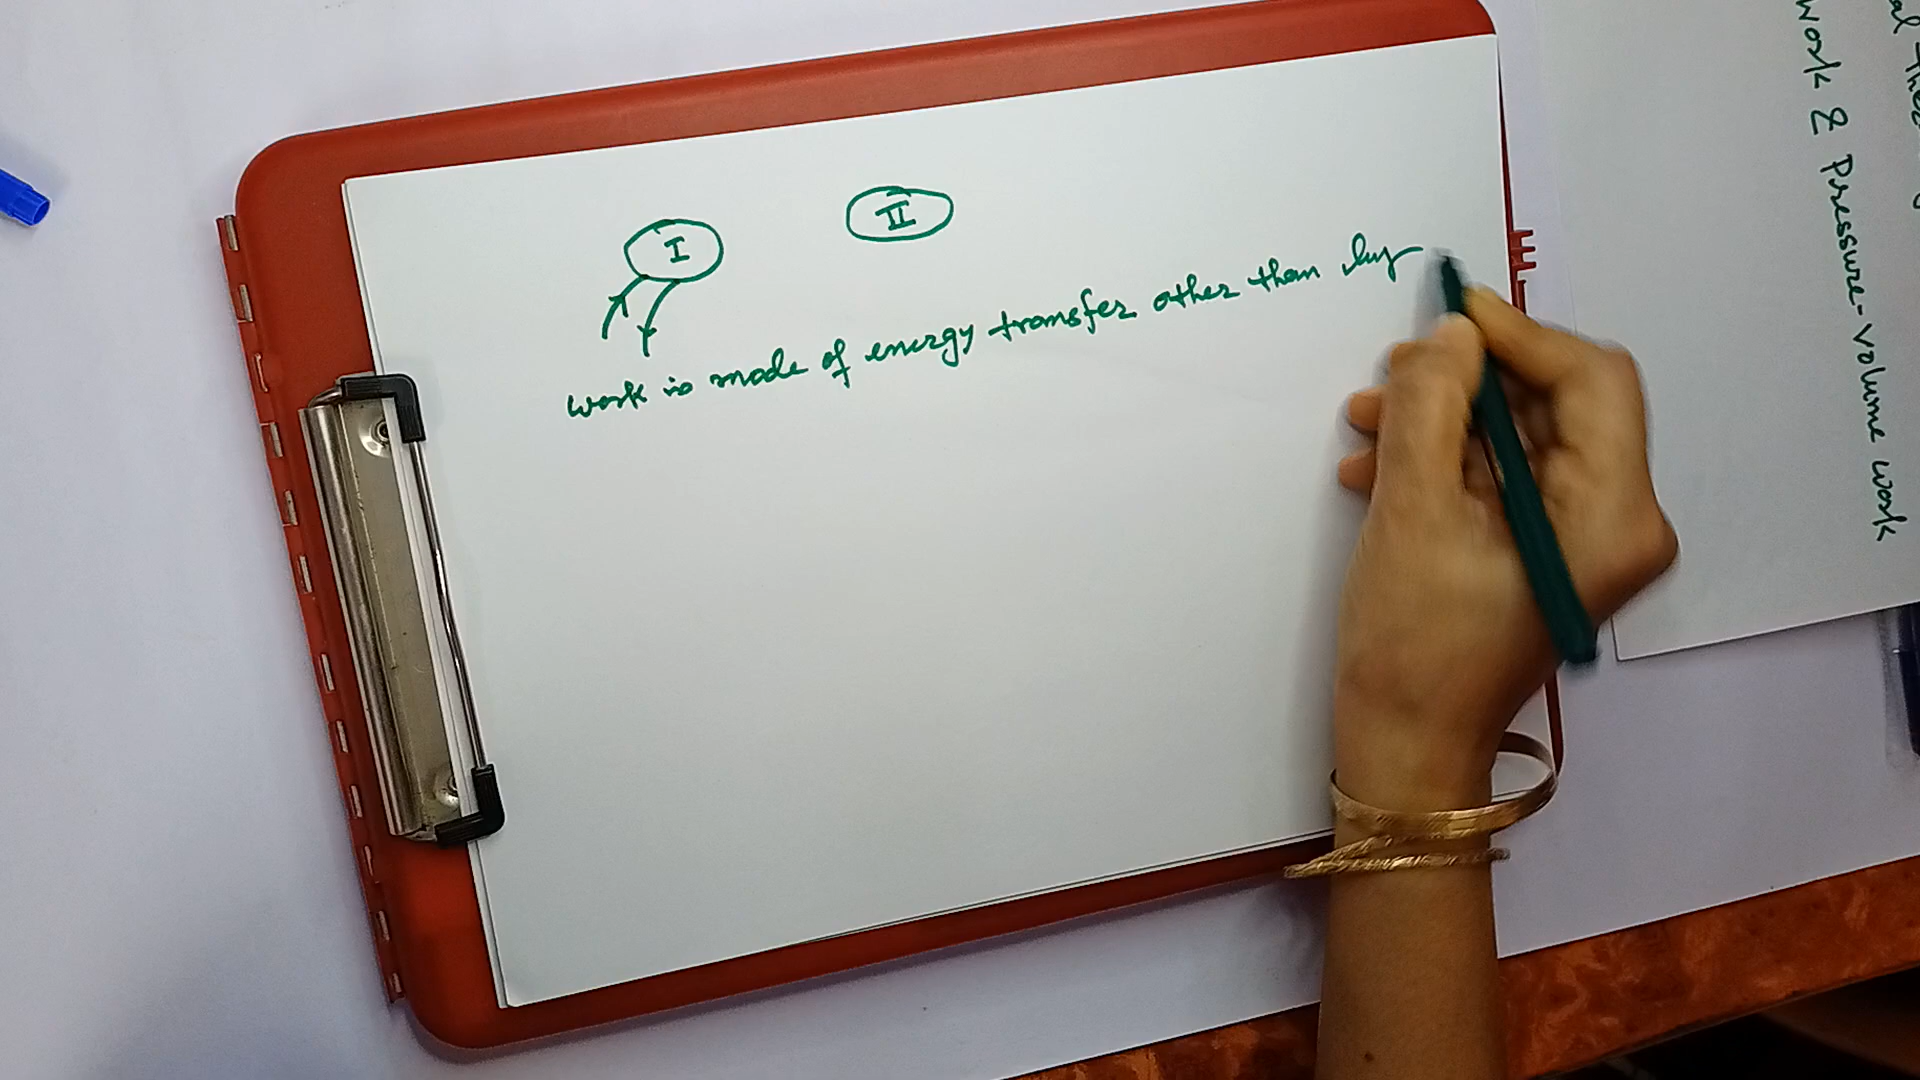 I
II
work is mode of energy transfer other than by
work & Pressure-volume work